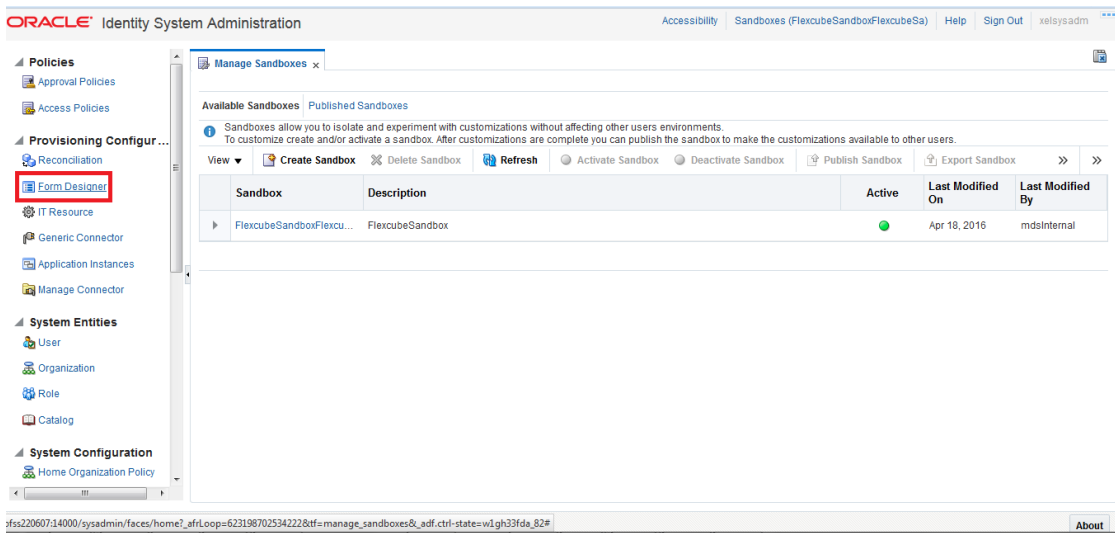 ORACLE Identity System Administration
Accessibility Sandboxes (FlexcubeSandboxFlexcubeSa) Help Sign Out xelsysadm
Policies
Approval Policies
Access Policies
Provisioning Configur...
Reconciliation
Form Designer
IT Resource
Generic Connector
Application Instances
Manage Connector
System Entities
User
Organization
Role
Catalog
System Configuration
Home Organization Policy
Manage Sandboxes x
Available Sandboxes Published Sandboxes
Sandboxes allow you to isolate and experiment with customizations without affecting other users environments.
To customize create and/or activate a sandbox. After customizations are complete you can publish the sandbox to make the customizations available to other users.
View Create Sandbox Delete Sandbox Refresh Activate Sandbox Deactivate Sandbox Publish Sandbox Export Sandbox » »
Sandbox Description Active Last Modified On Last Modified By
FlexcubeSandboxFlexcu... FlexcubeSandbox Apr 18, 2016 mdsInternal
ofss220607:14000/sysadmin/faces/home?_afrLoop=6231987025342228&tf=manage_sandboxes&_adf.ctrl-state=w1gh33fda_82#
About